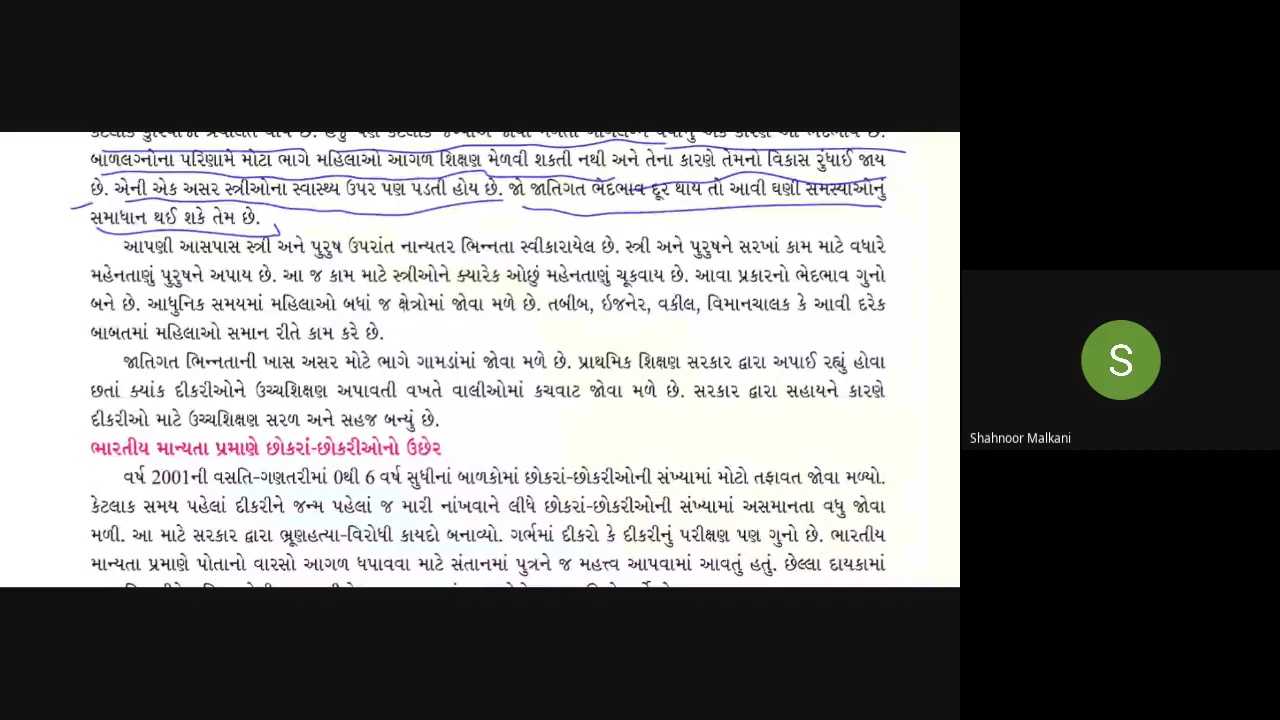 બાળલગ્નોના પરિણામે મોટા ભાગે મહિલાઓ આગળ શિક્ષણ મેળવી શકતી નથી અને તેના કારણે તેમનો વિકાસ રુંધાઈ જાય
છે. એની એક અસર સ્ત્રીઓના સ્વાસ્થ્ય ઉપર પણ પડતી હોય છે. જો જાતિગત ભેદભાવ દૂર થાય તો આવી ઘણી સમસ્યાઓનું
સમાધાન થઈ શકે તેમ છે.
આપણી આસપાસ સ્ત્રી અને પુરુષ ઉપરાંત નાન્યતર ભિન્નતા સ્વીકારાયેલ છે. સ્ત્રી અને પુરુષને સરખાં કામ માટે વધારે
મહેનતાણું પુરુષને અપાય છે. આ જ કામ માટે સ્ત્રીઓને ક્યારેક ઓછું મહેનતાણું ચૂકવાય છે. આવા પ્રકારનો ભેદભાવ ગુનો
બને છે. આધુનિક સમયમાં મહિલાઓ બધાં જ ક્ષેત્રોમાં જોવા મળે છે. તબીબ, ઇજનેર, વકીલ, વિમાનચાલક કે આવી દરેક
બાબતમાં મહિલાઓ સમાન રીતે કામ કરે છે.
જાતિગત ભિન્નતાની ખાસ અસર મોટે ભાગે ગામડાંમાં જોવા મળે છે. પ્રાથમિક શિક્ષણ સરકાર દ્વારા અપાઈ રહ્યું હોવા
છતાં ક્યાંક દીકરીઓને ઉચ્ચશિક્ષણ અપાવતી વખતે વાલીઓમાં કચવાટ જોવા મળે છે. સરકાર દ્વારા સહાયને કારણે
દીકરીઓ માટે ઉચ્ચશિક્ષણ સરળ અને સહજ બન્યું છે.
ભારતીય માન્યતા પ્રમાણે છોકરાં-છોકરીઓનો ઉછેર
વર્ષ 2001ની વસતિ-ગણતરીમાં 0થી 6 વર્ષ સુધીનાં બાળકોમાં છોકરાં-છોકરીઓની સંખ્યામાં મોટો તફાવત જોવા મળ્યો.
કેટલાક સમય પહેલાં દીકરીને જન્મ પહેલાં જ મારી નાંખવાને લીધે છોકરાં-છોકરીઓની સંખ્યામાં અસમાનતા વધુ જોવા
મળી. આ માટે સરકાર દ્વારા ભ્રૂણહત્યા-વિરોધી કાયદો બનાવ્યો. ગર્ભમાં દીકરો કે દીકરીનું પરીક્ષણ પણ ગુનો છે. ભારતીય
માન્યતા પ્રમાણે પોતાનો વારસો આગળ ધપાવવા માટે સંતાનમાં પુત્રને જ મહત્ત્વ આપવામાં આવતું હતું. છેલ્લા દાયકામાં
S
Shahnoor Malkani